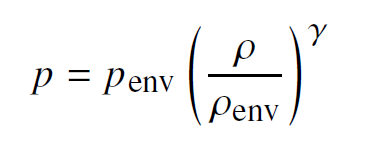 p = p_env (ρ / ρ_env)^γ